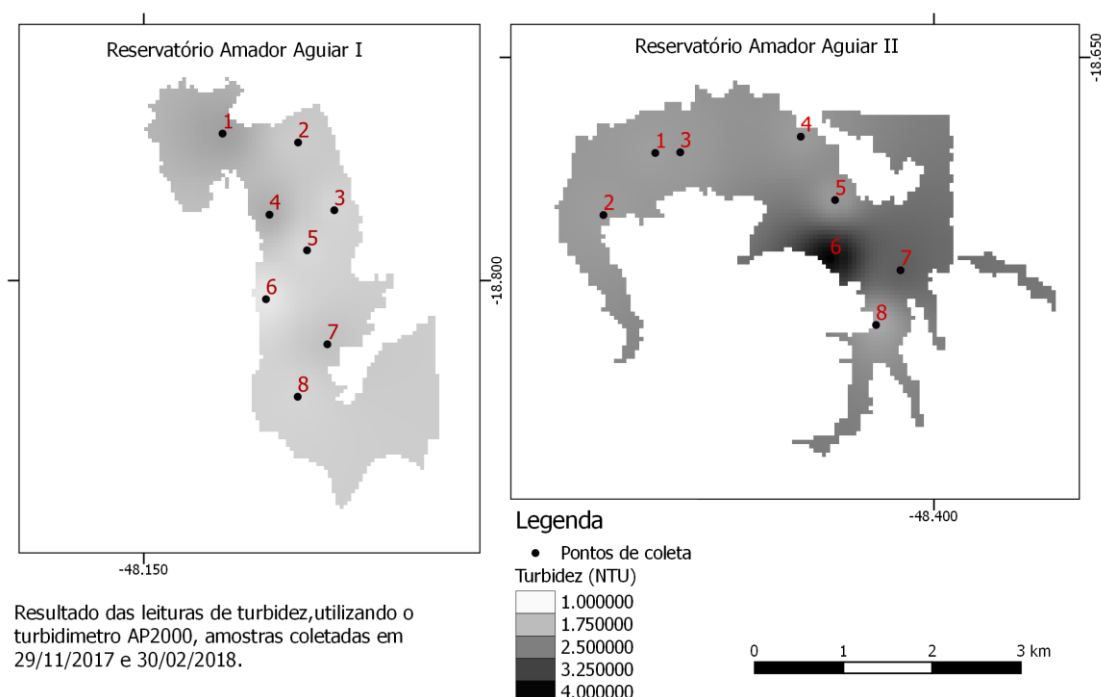 Reservatório Amador Aguiar I
1
2
3
4
5
6
7
8
-18.800
-48.150
Reservatório Amador Aguiar II
-18.650
1
3
4
2
5
6
7
8
-48.400
Legenda
Pontos de coleta
Turbidez (NTU)
1.000000
1.750000
2.500000
3.250000
4.000000
0 1 2 3 km
Resultado das leituras de turbidez,utilizando o
turbidimetro AP2000, amostras coletadas em
29/11/2017 e 30/02/2018.